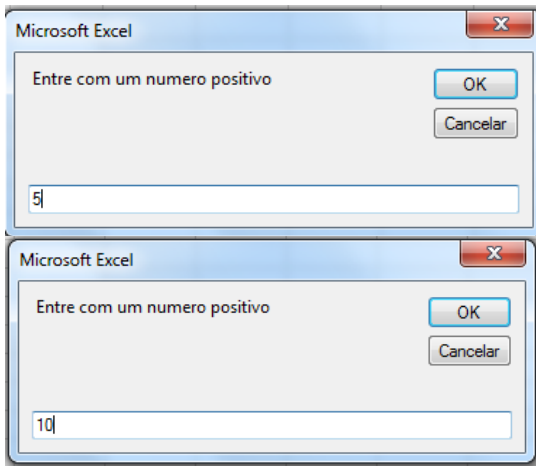 Microsoft Excel
Entre com um numero positivo
OK
Cancelar
5
Microsoft Excel
Entre com um numero positivo
OK
Cancelar
10